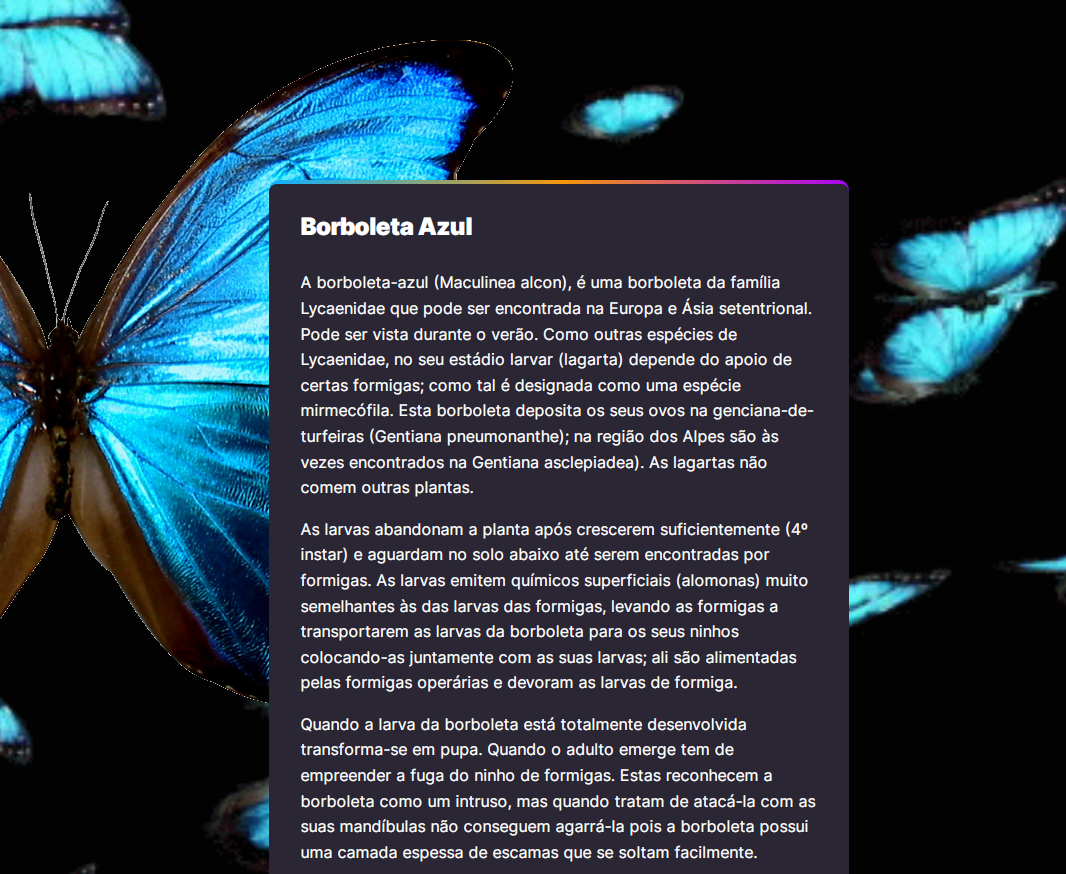 Borboleta Azul
A borboleta-azul (Maculinea alcon), é uma borboleta da família
Lycaenidae que pode ser encontrada na Europa e Ásia setentrional.
Pode ser vista durante o verão. Como outras espécies de
Lycaenidae, no seu estádio larvar (lagarta) depende do apoio de
certas formigas; como tal é designada como uma espécie
mirmecófila. Esta borboleta deposita os seus ovos na genciana-de-
turfeiras (Gentiana pneumonanthe); na região dos Alpes são às
vezes encontrados na Gentiana asclepiadea). As lagartas não
comem outras plantas.
As larvas abandonam a planta após crescerem suficientemente (4º
instar) e aguardam no solo abaixo até serem encontradas por
formigas. As larvas emitem químicos superficiais (alomonas) muito
semelhantes às das larvas das formigas, levando as formigas a
transportarem as larvas da borboleta para os seus ninhos
colocando-as juntamente com as suas larvas; ali são alimentadas
pelas formigas operárias e devoram as larvas de formiga.
Quando a larva da borboleta está totalmente desenvolvida
transforma-se em pupa. Quando o adulto emerge tem de
empreender a fuga do ninho de formigas. Estas reconhecem a
borboleta como um intruso, mas quando tratam de atacá-la com as
suas mandíbulas não conseguem agarrá-la pois a borboleta possui
uma camada espessa de escamas que se soltam facilmente.